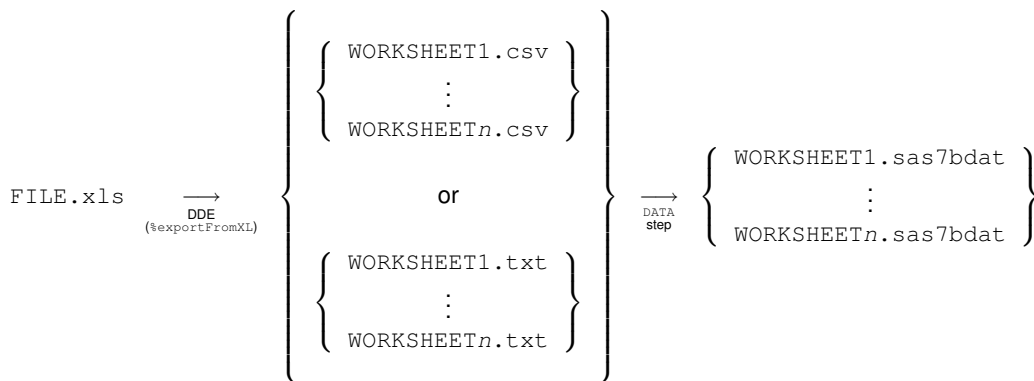 FILE.xls
⟶
DDE
(%exportFromXL)
WORKSHEET1.csv
⋮
WORKSHEETn.csv
or
WORKSHEET1.txt
⋮
WORKSHEETn.txt
⟶
DATA
step
WORKSHEET1.sas7bdat
⋮
WORKSHEETn.sas7bdat